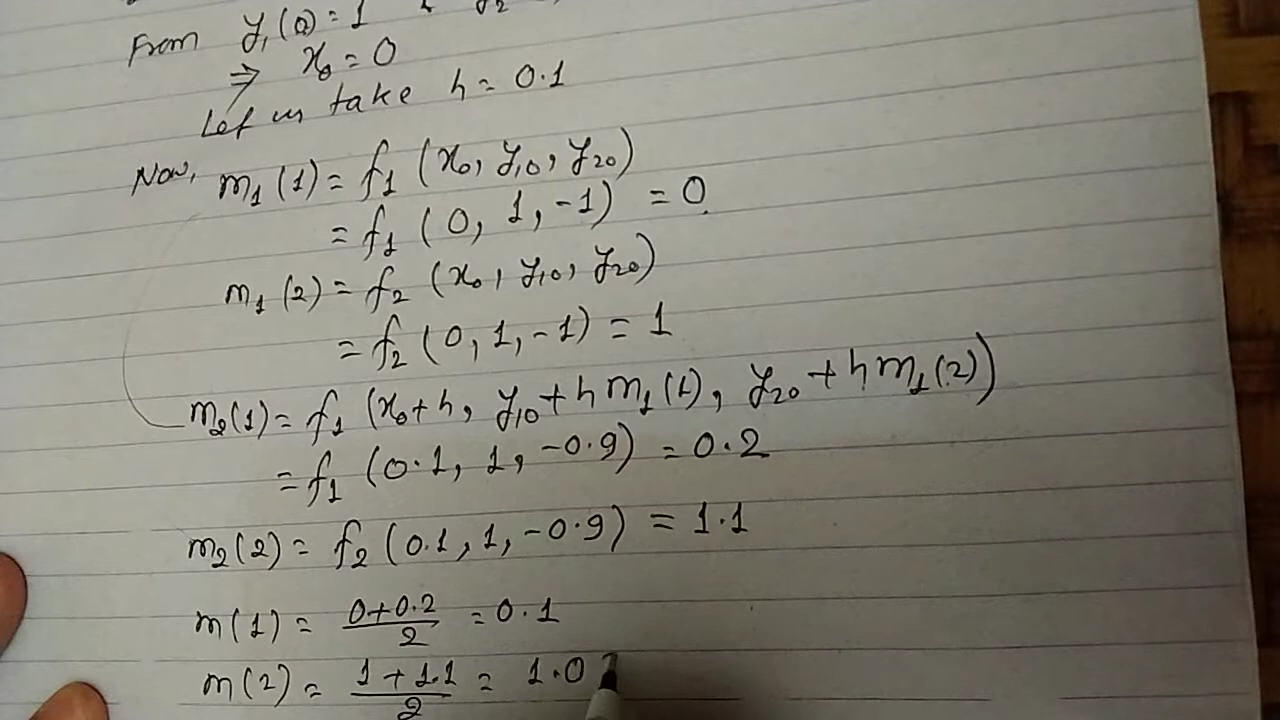 From y₁(0)=1
⇒ x₀ = 0
Let us take h = 0.1
Now, m₁(1) = f₁ (x₀, y₁₀, y₂₀)
= f₁ (0, 1, -1) = 0
m₁(2) = f₂ (x₀, y₁₀, y₂₀)
= f₂ (0, 1, -1) = 1
m₂(1) = f₁ (x₀+h, y₁₀+hm₁(1), y₂₀+hm₁(2))
= f₁ (0.1, 1, -0.9) = 0.2
m₂(2) = f₂ (0.1, 1, -0.9) = 1.1
m(1) = (0+0.2)/2 = 0.1
m(2) = (1+1.1)/2 = 1.0